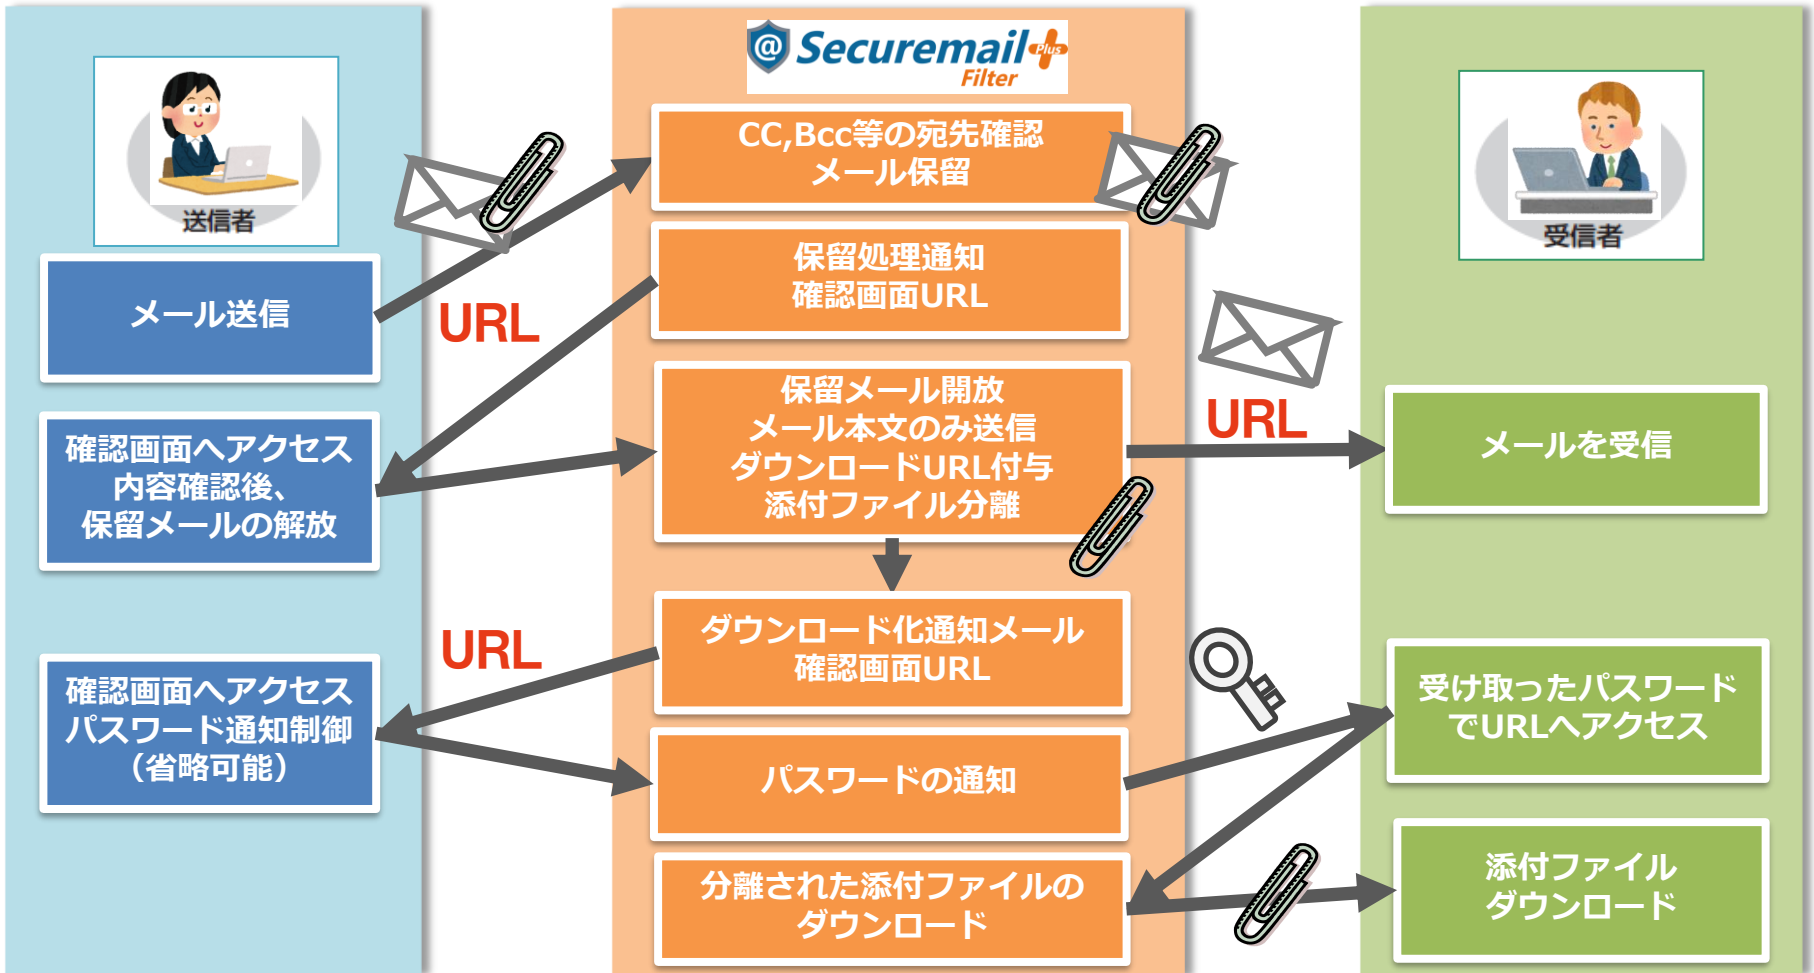 送信者
メール送信
確認画面へアクセス
内容確認後、
保留メールの解放
確認画面へアクセス
パスワード通知制御
（省略可能）
URL
URL
@ Securemail Plus
Filter
CC,Bcc等の宛先確認
メール保留
保留処理通知
確認画面URL
保留メール開放
メール本文のみ送信
ダウンロードURL付与
添付ファイル分離
ダウンロード化通知メール
確認画面URL
パスワードの通知
分離された添付ファイルの
ダウンロード
URL
受信者
メールを受信
受け取ったパスワード
でURLへアクセス
添付ファイル
ダウンロード